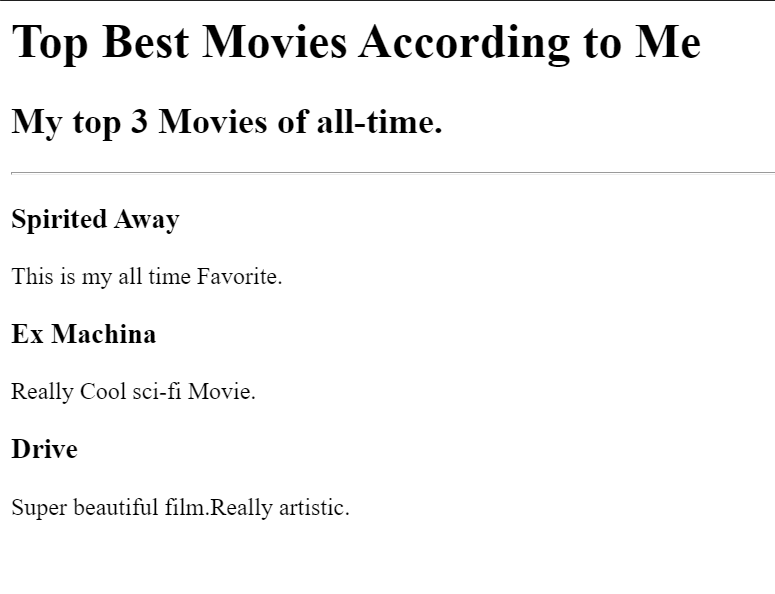 Top Best Movies According to Me
My top 3 Movies of all-time.
Spirited Away
This is my all time Favorite.
Ex Machina
Really Cool sci-fi Movie.
Drive
Super beautiful film.Really artistic.